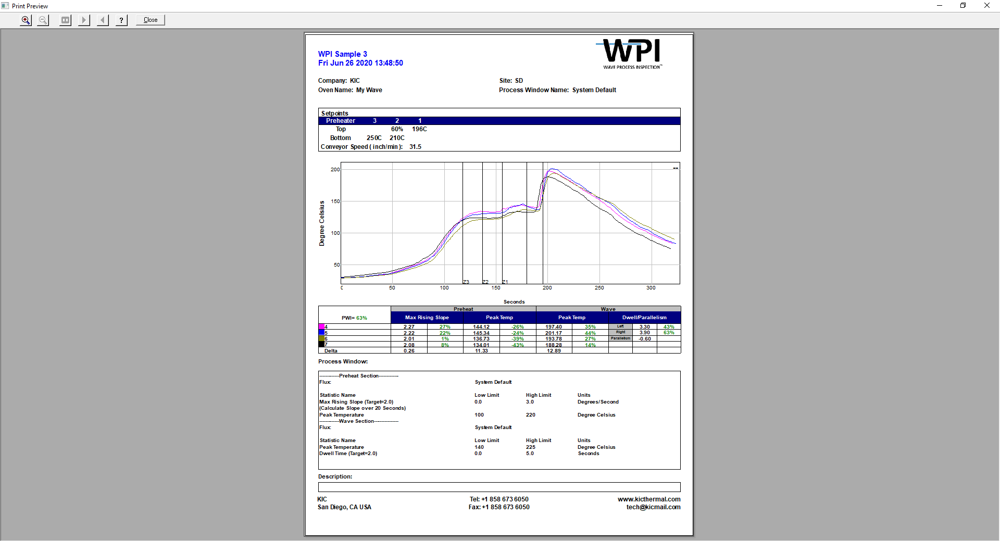 Print Preview
? Close
WPI
WAVE PROCESS INSPECTION™
WPI Sample 3
Fri Jun 26 2020 13:48:50
Company: KIC Site: SD
Oven Name: My Wave Process Window Name: System Default
Setpoints
Preheater 3 2 1
Top 60% 196C
Bottom 250C 210C
Conveyor Speed ( inch/min ): 31.5
Degree Celsius
200
150
100
50
--
Z3 Z2 Z1
0 50 100 150 200 250 300
Seconds
Preheat Wave
PWI= 63% Max Rising Slope Peak Temp Peak Temp Dwell/Parallelism
4 2.27 27% 144.12 -26% 197.40 35% Left 3.30 43%
5 2.22 22% 145.34 -24% 201.17 44% Right 3.90 63%
6 2.01 1% 136.73 -39% 193.78 27% Parallelism -0.60
7 2.08 8% 134.01 -43% 188.28 14%
Delta 0.26 11.33 12.89
Process Window:
------------Preheat Section------------
Flux: System Default
Statistic Name Low Limit High Limit Units
Max Rising Slope (Target=2.0) 0.0 3.0 Degrees/Second
(Calculate Slope over 20 Seconds)
Peak Temperature 100 220 Degree Celsius
------------Wave Section---------------
Flux: System Default
Statistic Name Low Limit High Limit Units
Peak Temperature 140 225 Degree Celsius
Dwell Time (Target=2.0) 0.0 5.0 Seconds
Description:
KIC Tel: +1 858 673 6050 www.kicthermal.com
San Diego, CA USA Fax: +1 858 673 6050 tech@kicmail.com